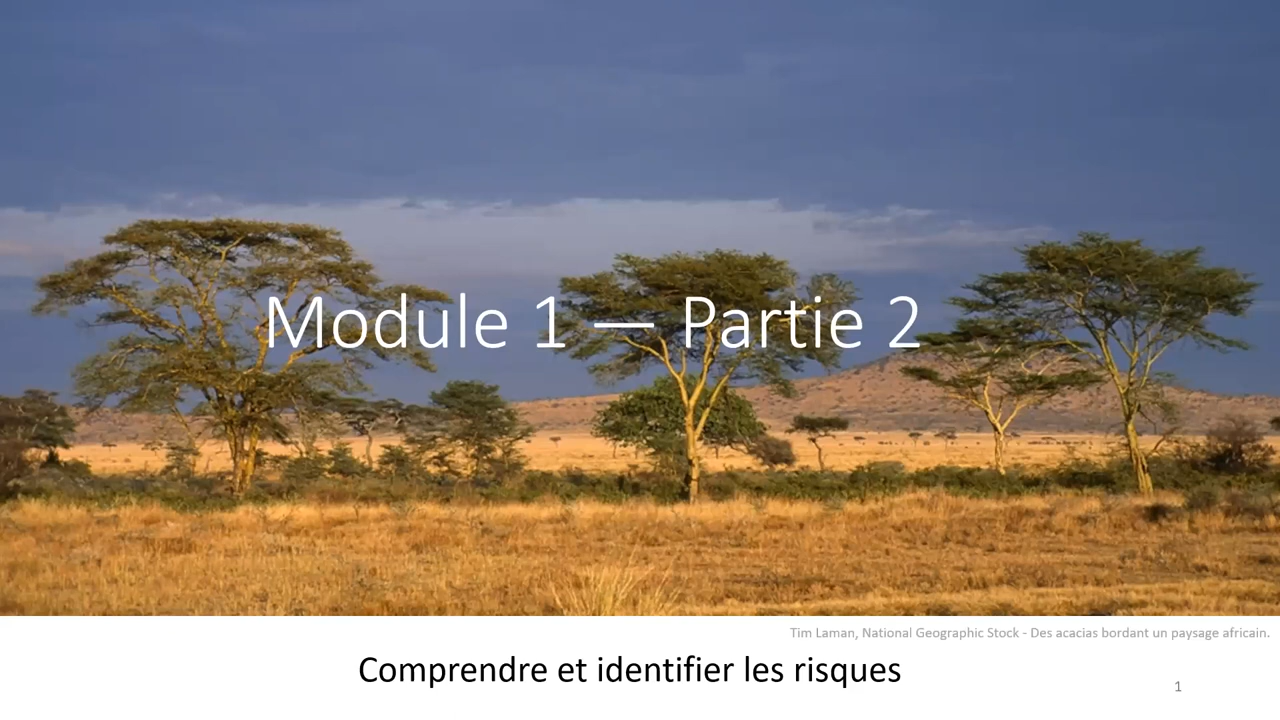 Module 1 — Partie 2
Tim Laman, National Geographic Stock - Des acacias bordant un paysage africain.
Comprendre et identifier les risques
1